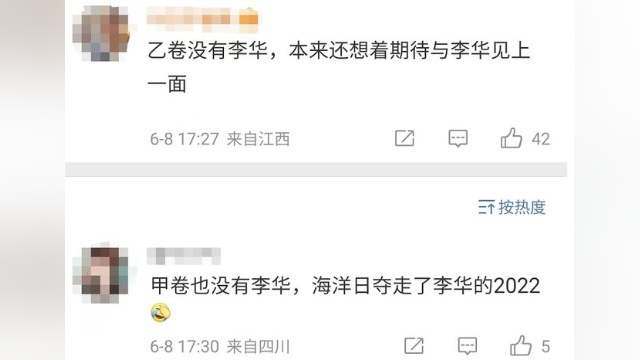 乙卷没有李华，本来还想着期待与李华见上
一面
6-8 17:27 来自江西
42
按热度
甲卷也没有李华，海洋日夺走了李华的2022
6-8 17:30 来自四川
5